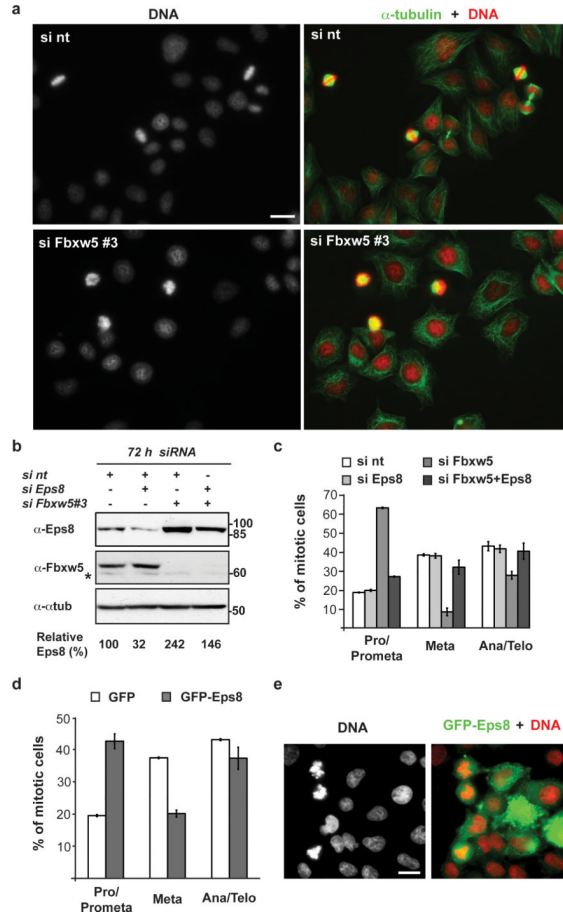 a
DNA
α-tubulin + DNA
si nt
si nt
si Fbxw5 #3
si Fbxw5 #3
b
72 h siRNA
si nt + + - -
si Eps8 - + - +
si Fbxw5#3 - - + +
α-Eps8
100
85
α-Fbxw5
*
60
α-αtub
50
Relative
Eps8 (%)
100 32 242 146
c
si nt si Fbxw5
si Eps8 si Fbxw5+Eps8
% of mitotic cells
70
60
50
40
30
20
10
0
Pro/
Prometa
Meta
Ana/Telo
d
GFP GFP-Eps8
% of mitotic cells
50
40
30
20
10
0
Pro/
Prometa
Meta
Ana/Telo
e
DNA
GFP-Eps8 + DNA